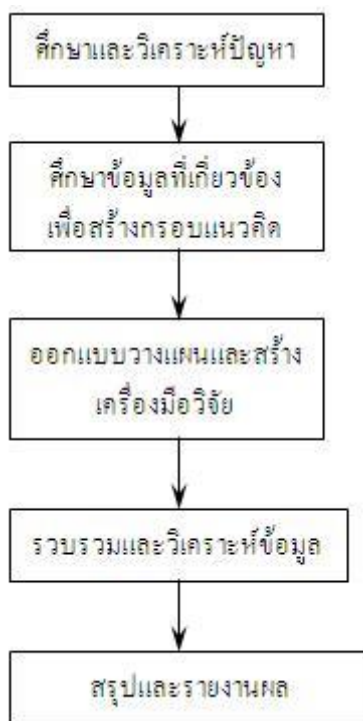 ศึกษาและวิเคราะห์ปัญหา
ศึกษาข้อมูลที่เกี่ยวข้อง
เพื่อสร้างกรอบแนวคิด
ออกแบบวางแผนและสร้าง
เครื่องมือวิจัย
รวบรวมและวิเคราะห์ข้อมูล
สรุปและรายงานผล